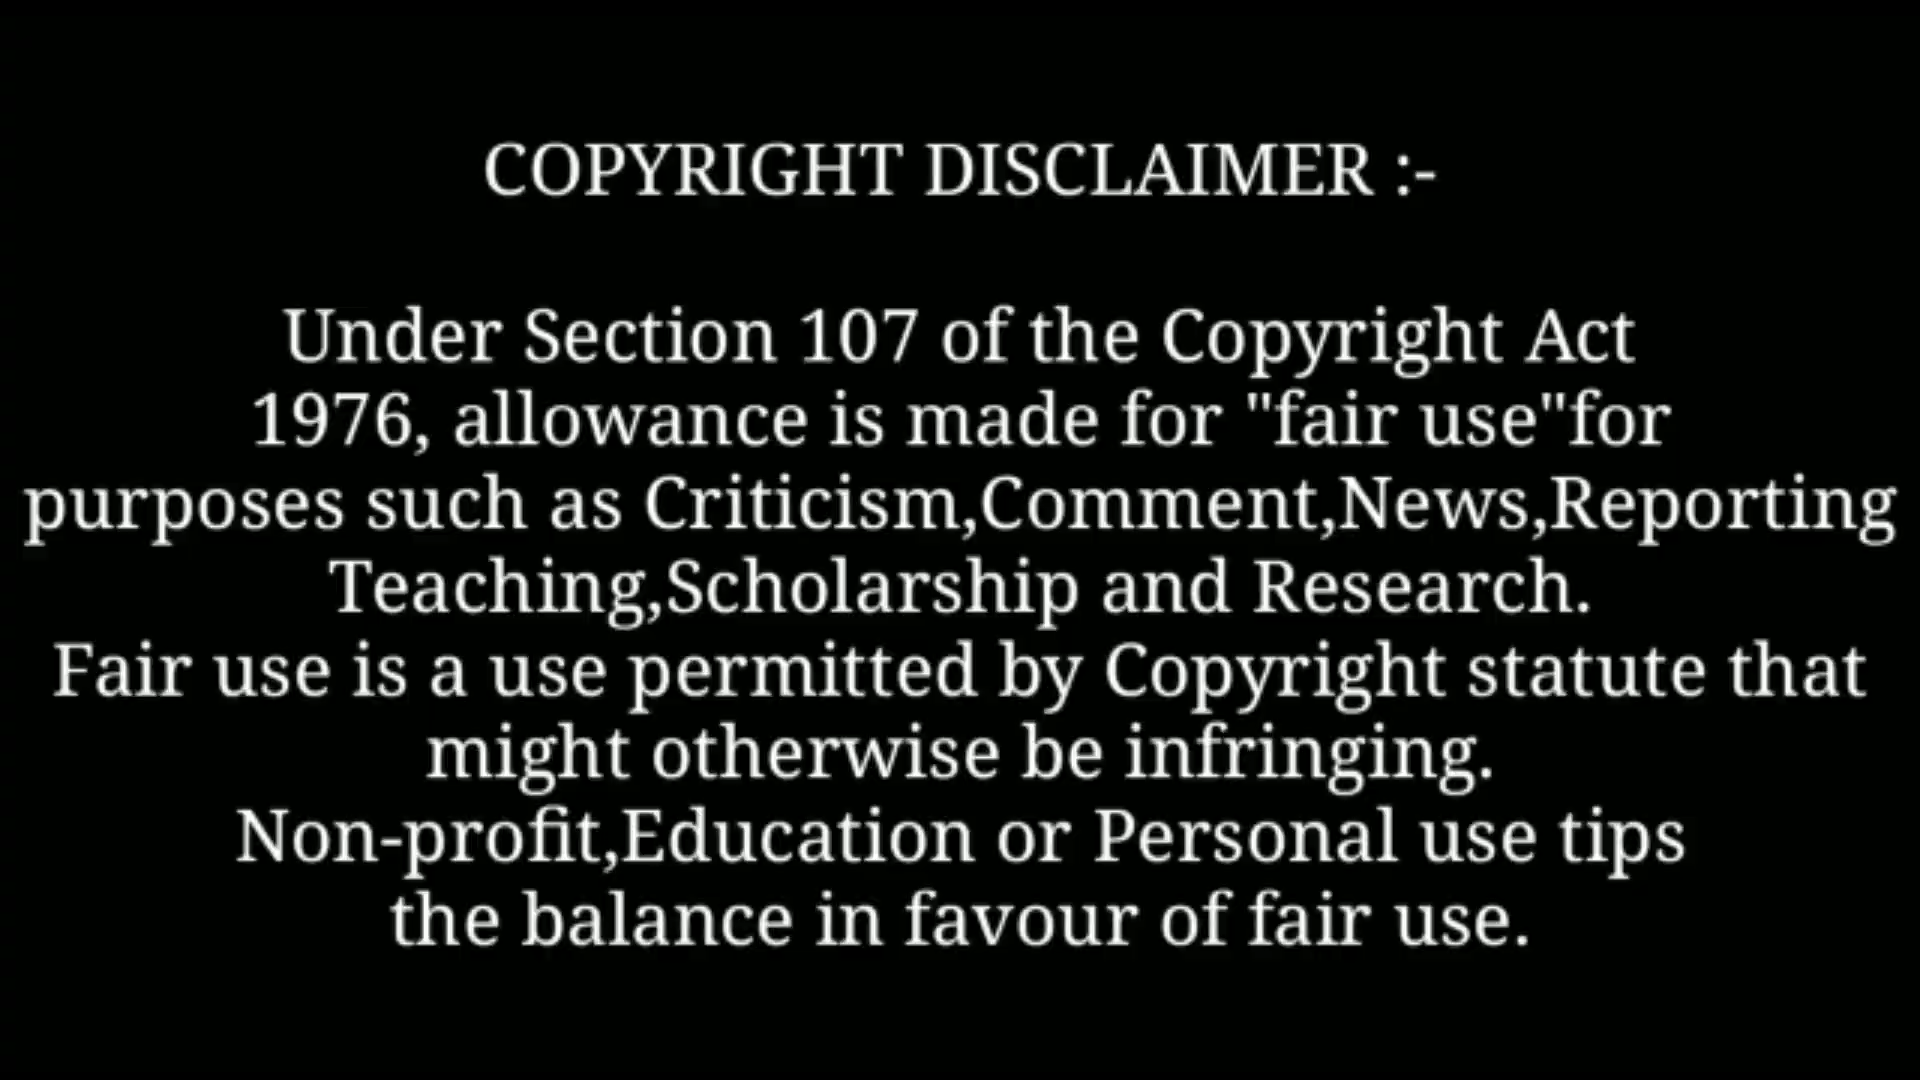 COPYRIGHT DISCLAIMER :-
Under Section 107 of the Copyright Act
1976, allowance is made for "fair use"for
purposes such as Criticism,Comment,News,Reporting
Teaching,Scholarship and Research.
Fair use is a use permitted by Copyright statute that
might otherwise be infringing.
Non-profit,Education or Personal use tips
the balance in favour of fair use.